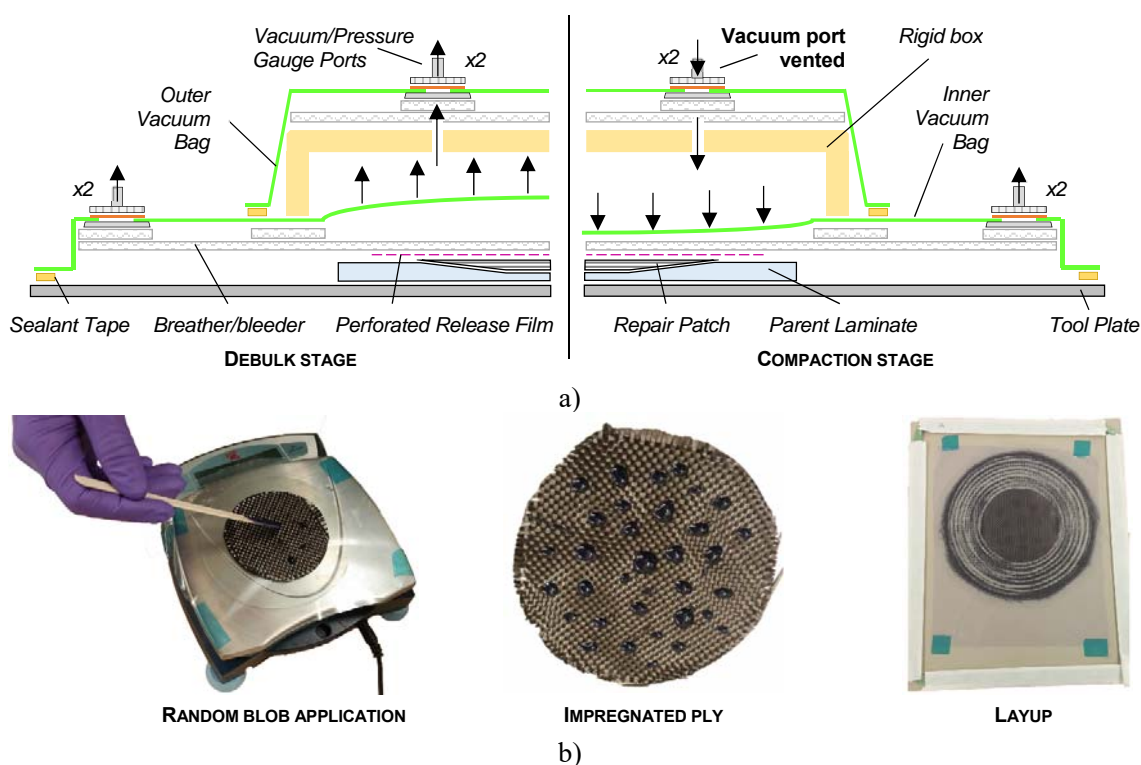 Vacuum/Pressure
Gauge Ports
x2
Outer
Vacuum
Bag
x2
Sealant Tape
Breather/bleeder
Perforated Release Film
DEBULK STAGE
x2
Vacuum port
vented
Rigid box
Inner
Vacuum
Bag
x2
Repair Patch
Parent Laminate
Tool Plate
COMPACTION STAGE
a)
RANDOM BLOB APPLICATION
IMPREGNATED PLY
LAYUP
b)